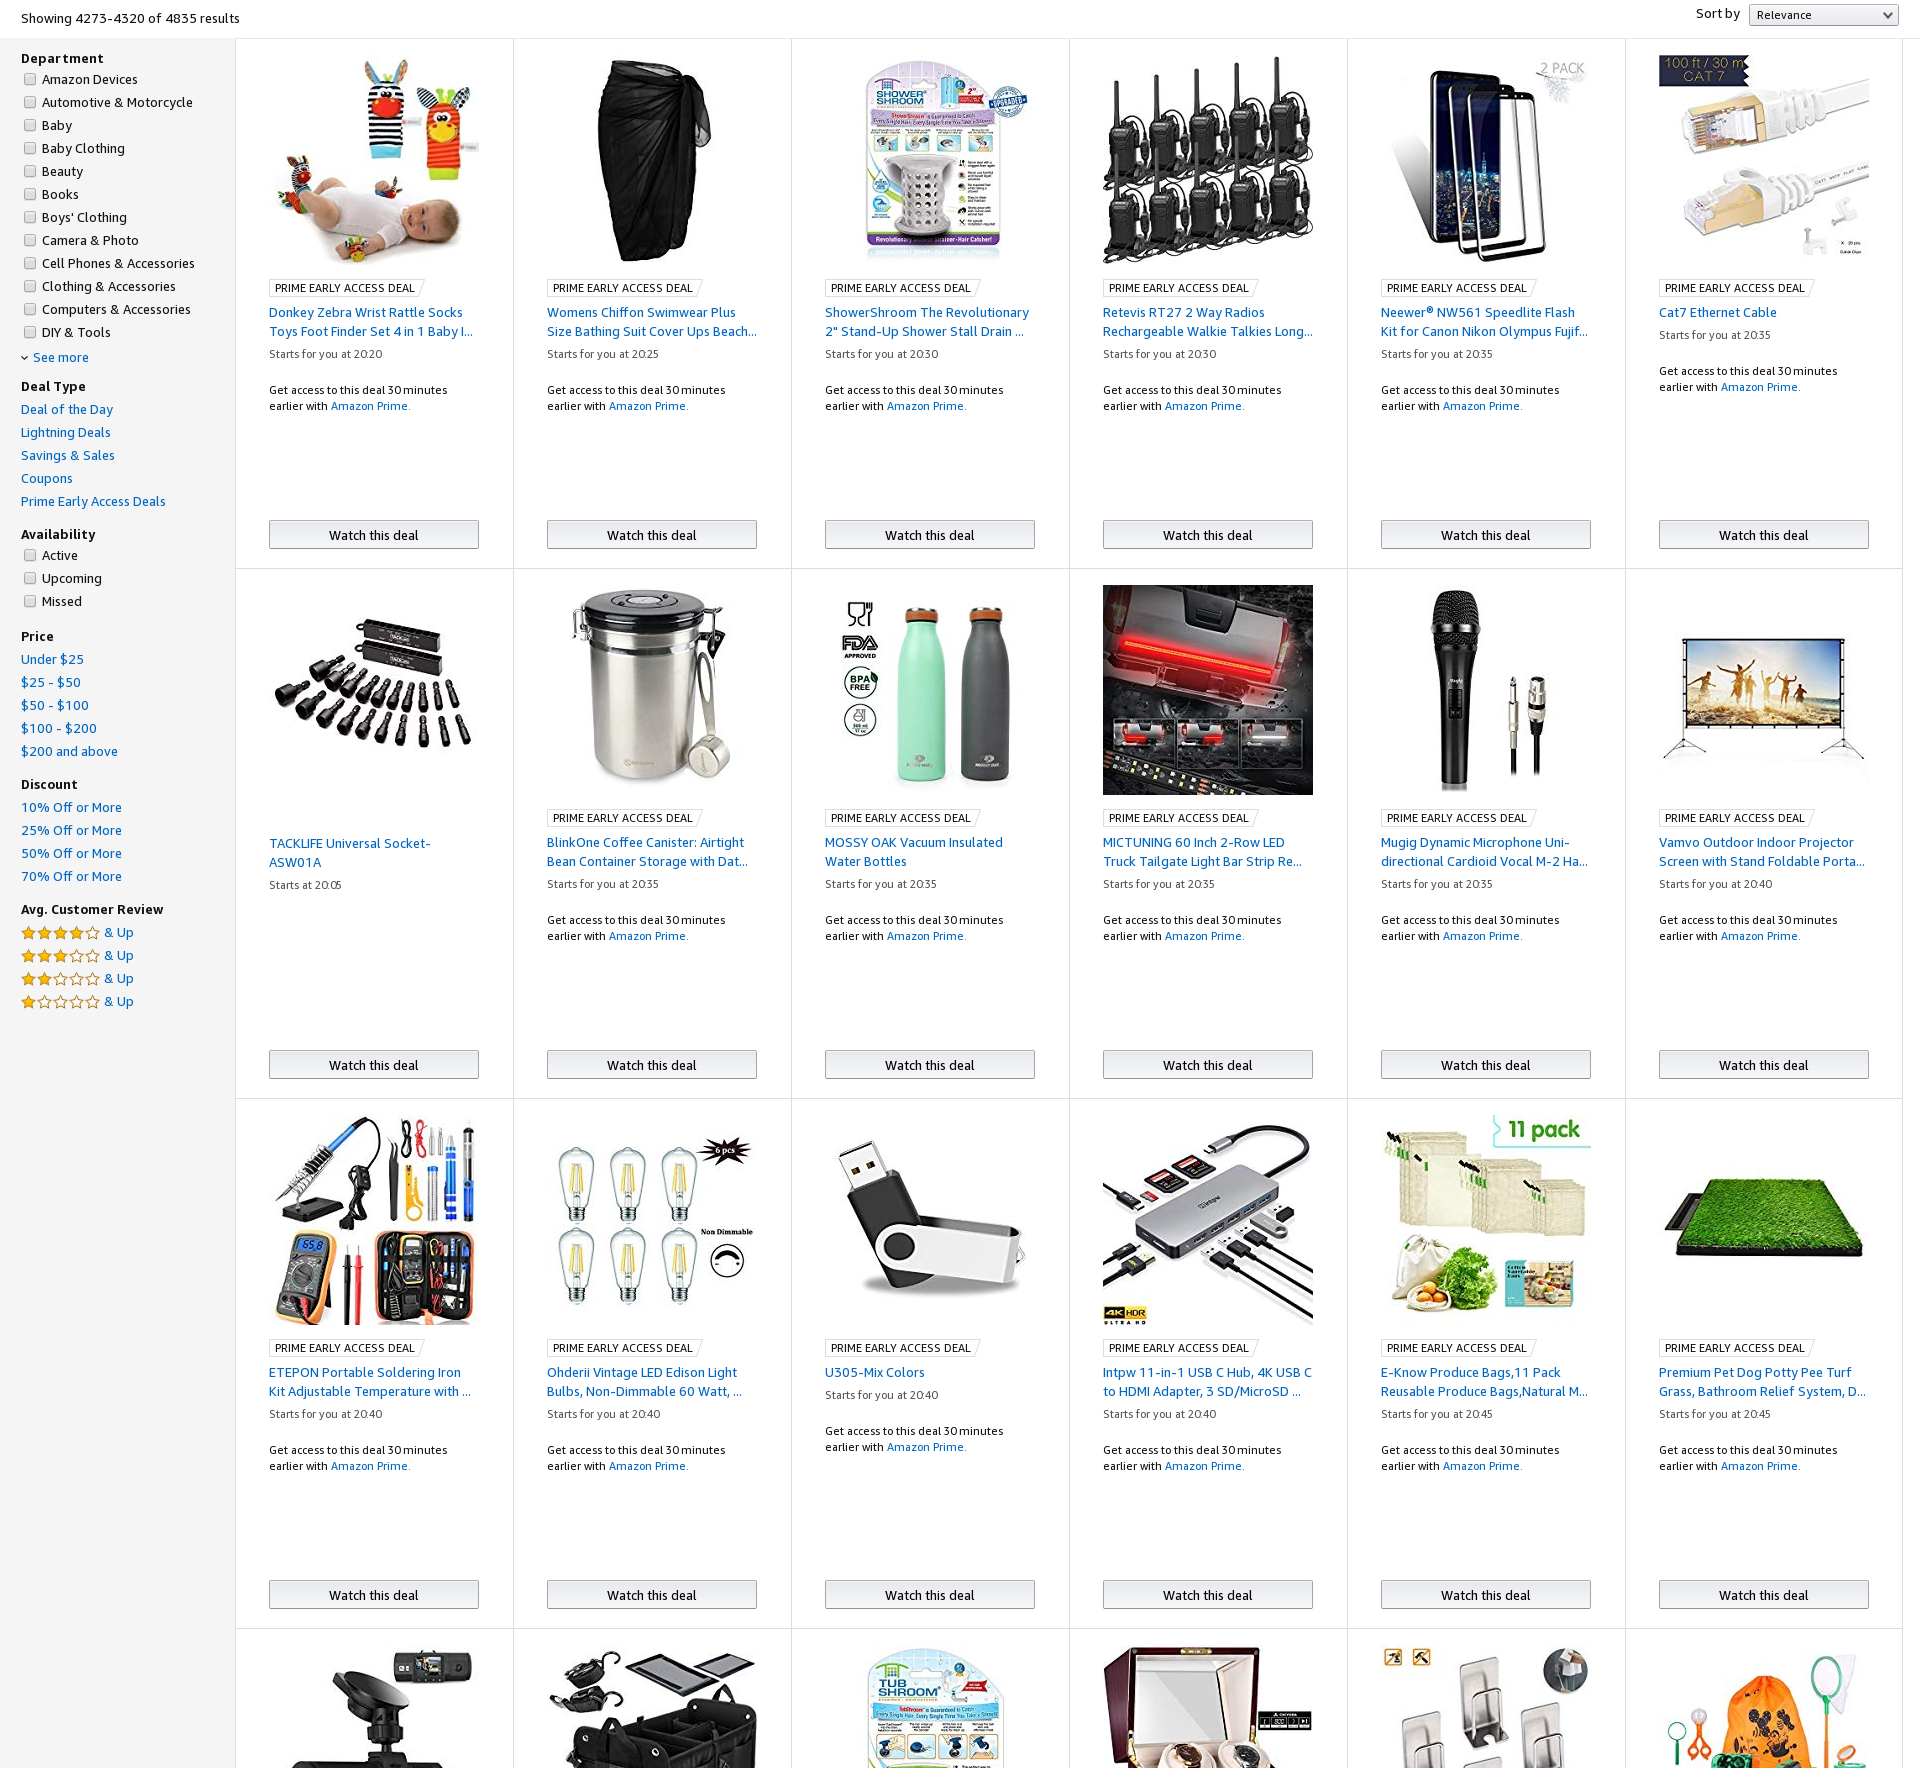 Showing 4273-4320 of 4835 results
Sort by
Relevance
Department
Amazon Devices
Automotive & Motorcycle
Baby
Baby Clothing
Beauty
Books
Boys' Clothing
Camera & Photo
Cell Phones & Accessories
Clothing & Accessories
Computers & Accessories
DIY & Tools
See more
Deal Type
Deal of the Day
Lightning Deals
Savings & Sales
Coupons
Prime Early Access Deals
Availability
Active
Upcoming
Missed
Price
Under $25
$25 - $50
$50 - $100
$100 - $200
$200 and above
Discount
10% Off or More
25% Off or More
50% Off or More
70% Off or More
Avg. Customer Review
& Up
& Up
& Up
& Up
PRIME EARLY ACCESS DEAL
Donkey Zebra Wrist Rattle Socks
Toys Foot Finder Set 4 in 1 Baby I...
Starts for you at 20:20
Get access to this deal 30 minutes
earlier with Amazon Prime.
Watch this deal
PRIME EARLY ACCESS DEAL
Womens Chiffon Swimwear Plus
Size Bathing Suit Cover Ups Beach...
Starts for you at 20:25
Get access to this deal 30 minutes
earlier with Amazon Prime.
Watch this deal
SHOWER
SHROOM
2"
UPGRADED
Revolutionary Shower Strainer - Hair Catcher!
PRIME EARLY ACCESS DEAL
ShowerShroom The Revolutionary
2" Stand-Up Shower Stall Drain ...
Starts for you at 20:30
Get access to this deal 30 minutes
earlier with Amazon Prime.
Watch this deal
PRIME EARLY ACCESS DEAL
Retevis RT27 2 Way Radios
Rechargeable Walkie Talkies Long...
Starts for you at 20:30
Get access to this deal 30 minutes
earlier with Amazon Prime.
Watch this deal
2 PACK
PRIME EARLY ACCESS DEAL
Neewer® NW561 Speedlite Flash
Kit for Canon Nikon Olympus Fujif...
Starts for you at 20:35
Get access to this deal 30 minutes
earlier with Amazon Prime.
Watch this deal
100 ft / 30 m
CAT 7
PRIME EARLY ACCESS DEAL
Cat7 Ethernet Cable
Starts for you at 20:35
Get access to this deal 30 minutes
earlier with Amazon Prime.
Watch this deal
TACKLIFE Universal Socket-
ASW01A
Starts at 20:05
Watch this deal
PRIME EARLY ACCESS DEAL
BlinkOne Coffee Canister: Airtight
Bean Container Storage with Dat...
Starts for you at 20:35
Get access to this deal 30 minutes
earlier with Amazon Prime.
Watch this deal
FDA
APPROVED
BPA
FREE
MOSSY OAK
MOSSY OAK
PRIME EARLY ACCESS DEAL
MOSSY OAK Vacuum Insulated
Water Bottles
Starts for you at 20:35
Get access to this deal 30 minutes
earlier with Amazon Prime.
Watch this deal
PRIME EARLY ACCESS DEAL
MICTUNING 60 Inch 2-Row LED
Truck Tailgate Light Bar Strip Re...
Starts for you at 20:35
Get access to this deal 30 minutes
earlier with Amazon Prime.
Watch this deal
PRIME EARLY ACCESS DEAL
Mugig Dynamic Microphone Uni-
directional Cardioid Vocal M-2 Ha...
Starts for you at 20:35
Get access to this deal 30 minutes
earlier with Amazon Prime.
Watch this deal
PRIME EARLY ACCESS DEAL
Vamvo Outdoor Indoor Projector
Screen with Stand Foldable Porta...
Starts for you at 20:40
Get access to this deal 30 minutes
earlier with Amazon Prime.
Watch this deal
65.8
PRIME EARLY ACCESS DEAL
ETEPON Portable Soldering Iron
Kit Adjustable Temperature with ...
Starts for you at 20:40
Get access to this deal 30 minutes
earlier with Amazon Prime.
Watch this deal
6 pcs
Non Dimmable
PRIME EARLY ACCESS DEAL
Ohderii Vintage LED Edison Light
Bulbs, Non-Dimmable 60 Watt, ...
Starts for you at 20:40
Get access to this deal 30 minutes
earlier with Amazon Prime.
Watch this deal
PRIME EARLY ACCESS DEAL
U305-Mix Colors
Starts for you at 20:40
Get access to this deal 30 minutes
earlier with Amazon Prime.
Watch this deal
intpw
4K HDR
ULTRA HD
PRIME EARLY ACCESS DEAL
Intpw 11-in-1 USB C Hub, 4K USB C
to HDMI Adapter, 3 SD/MicroSD ...
Starts for you at 20:40
Get access to this deal 30 minutes
earlier with Amazon Prime.
Watch this deal
11 pack
PRIME EARLY ACCESS DEAL
E-Know Produce Bags,11 Pack
Reusable Produce Bags,Natural M...
Starts for you at 20:45
Get access to this deal 30 minutes
earlier with Amazon Prime.
Watch this deal
PRIME EARLY ACCESS DEAL
Premium Pet Dog Potty Pee Turf
Grass, Bathroom Relief System, D...
Starts for you at 20:45
Get access to this deal 30 minutes
earlier with Amazon Prime.
Watch this deal
TUB
SHROOM